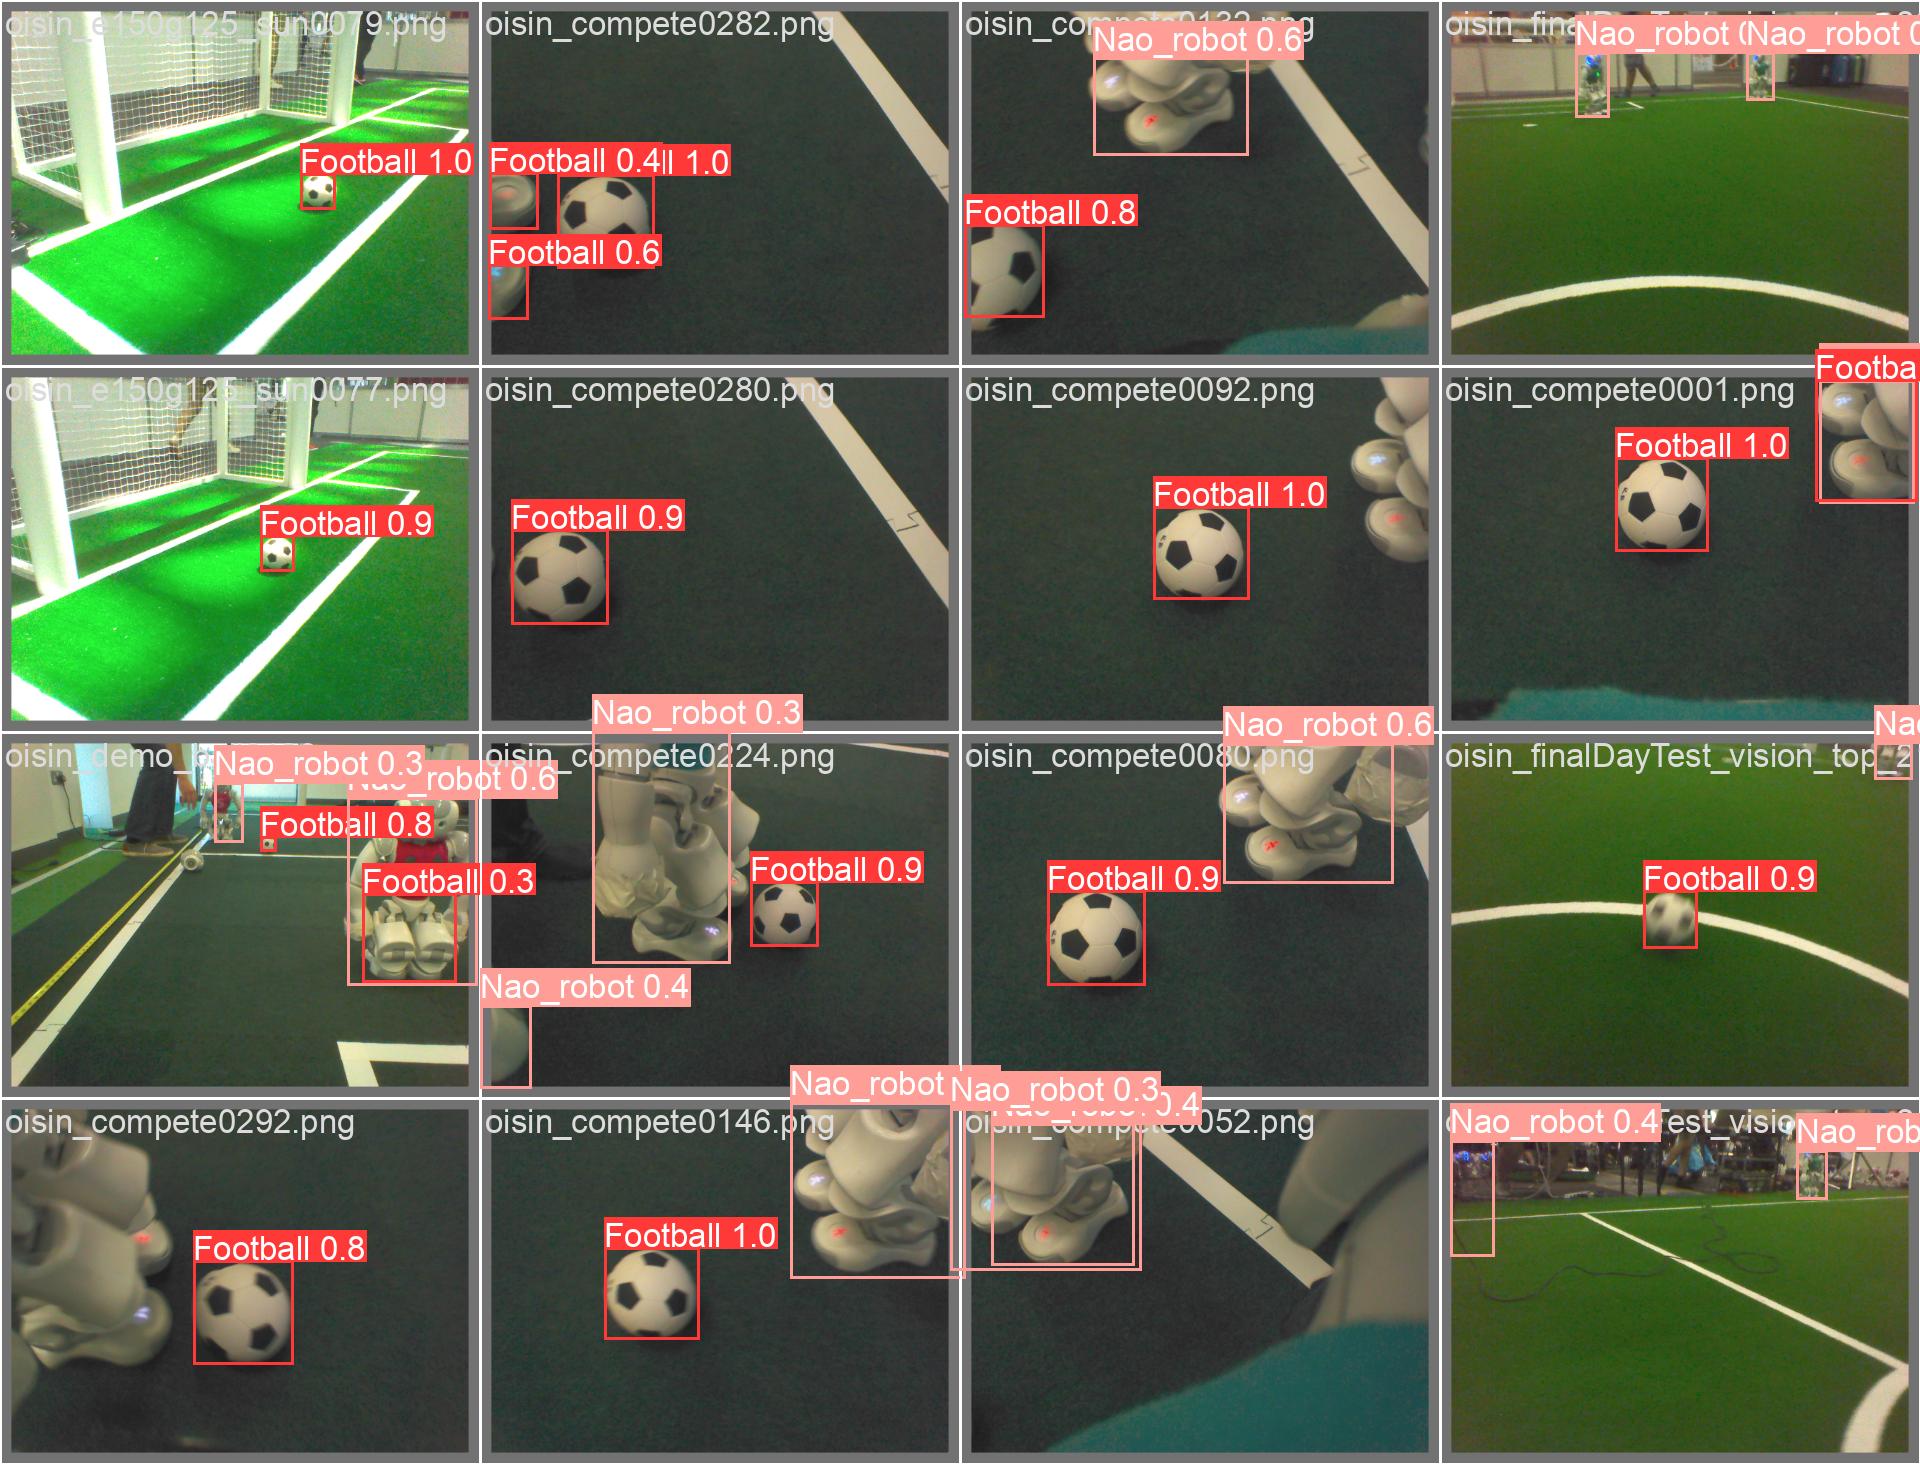 oisin_e150g125_sun0079.png
Football 1.0
oisin_compete0282.png
Football 0.4
ll 1.0
Football 0.6
Nao_robot 0.6
Football 0.8
Nao_robot
Nao_robot
oisin_e150g125_sun0077.png
Football 0.9
oisin_compete0280.png
Football 0.9
oisin_compete0092.png
Football 1.0
oisin_compete0001.png
Football 1.0
Footba
oisin_demo_
Nao_robot 0.3
robot 0.6
Football 0.8
Football 0.3
Nao_robot 0.3
oisin_compete0224.png
Football 0.9
Nao_robot 0.4
Nao_robot 0.6
oisin_compete0080.png
Football 0.9
oisin_finalDayTest_vision_top_2
Football 0.9
oisin_compete0292.png
Football 0.8
oisin_compete0146.png
Football 1.0
Nao_robot
Nao_robot 0.3
0.4
0052.png
Nao_robot 0.4
Nao_rob